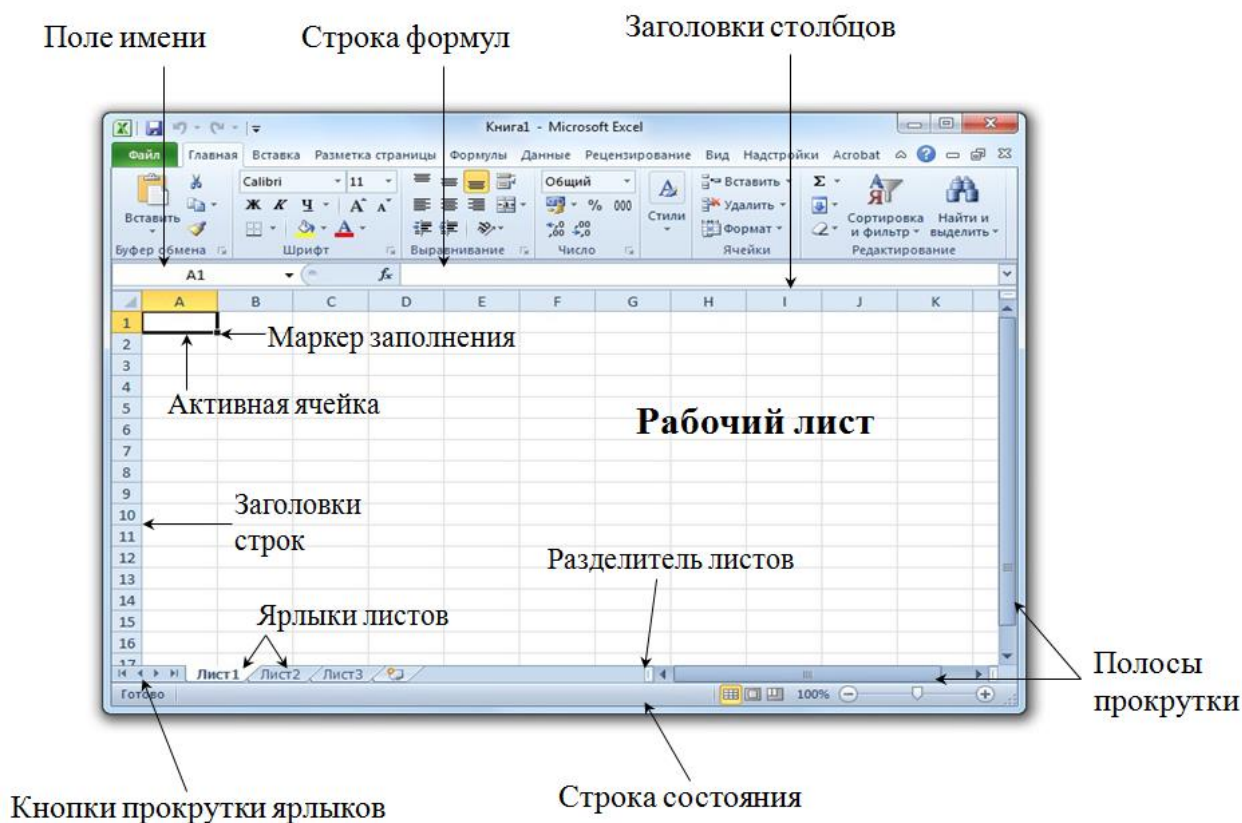 Поле имени
Строка формул
Заголовки столбцов
Книга1 - Microsoft Excel
Файл Главная Вставка Разметка страницы Формулы Данные Рецензирование Вид Надстройки Acrobat
Calibri 11 Общий Вставить Σ
Вставить Ж К Ч А А % 000 Стили Удалить Сортировка и фильтр Найти и выделить
А Формат
Буфер обмена Шрифт Выравнивание Число Ячейки Редактирование
A1 fx
A B C D E F G H I J K
1
2
Маркер заполнения
3
4
Активная ячейка
5
Рабочий лист
6
7
8
9
Заголовки
10
11
строк
12
Разделитель листов
13
14
Ярлыки листов
15
16
17
Лист1 Лист2 Лист3
Готово 100%
Полосы
прокрутки
Кнопки прокрутки ярлыков
Строка состояния